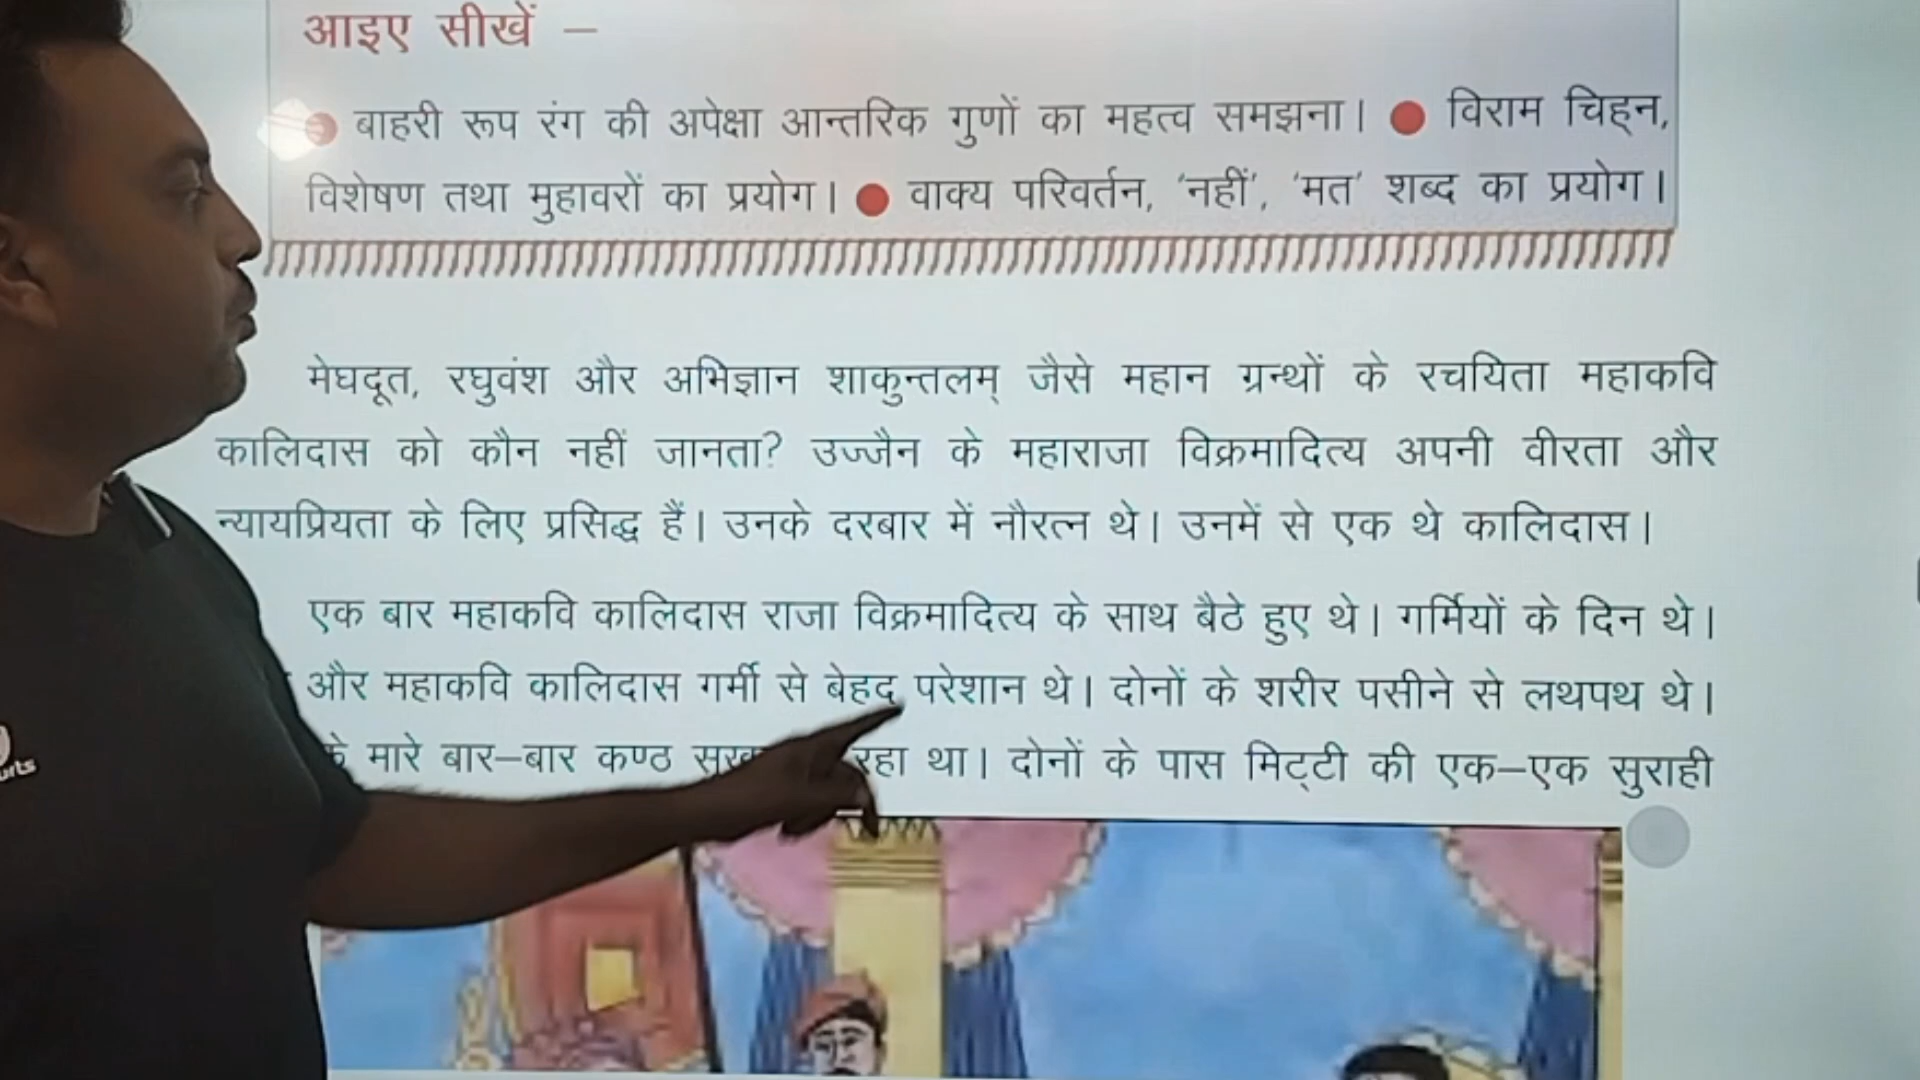 आइए सीखें –
● बाहरी रूप रंग की अपेक्षा आन्तरिक गुणों का महत्व समझना। ● विराम चिह्न,
विशेषण तथा मुहावरों का प्रयोग। ● वाक्य परिवर्तन, 'नहीं', 'मत' शब्द का प्रयोग।
मेघदूत, रघुवंश और अभिज्ञान शाकुन्तलम् जैसे महान ग्रन्थों के रचयिता महाकवि
कालिदास को कौन नहीं जानता? उज्जैन के महाराजा विक्रमादित्य अपनी वीरता और
न्यायप्रियता के लिए प्रसिद्ध हैं। उनके दरबार में नौरत्न थे। उनमें से एक थे कालिदास।
एक बार महाकवि कालिदास राजा विक्रमादित्य के साथ बैठे हुए थे। गर्मियों के दिन थे।
और महाकवि कालिदास गर्मी से बेहद परेशान थे। दोनों के शरीर पसीने से लथपथ थे।
के मारे बार–बार कण्ठ रहा था। दोनों के पास मिट्टी की एक–एक सुराही